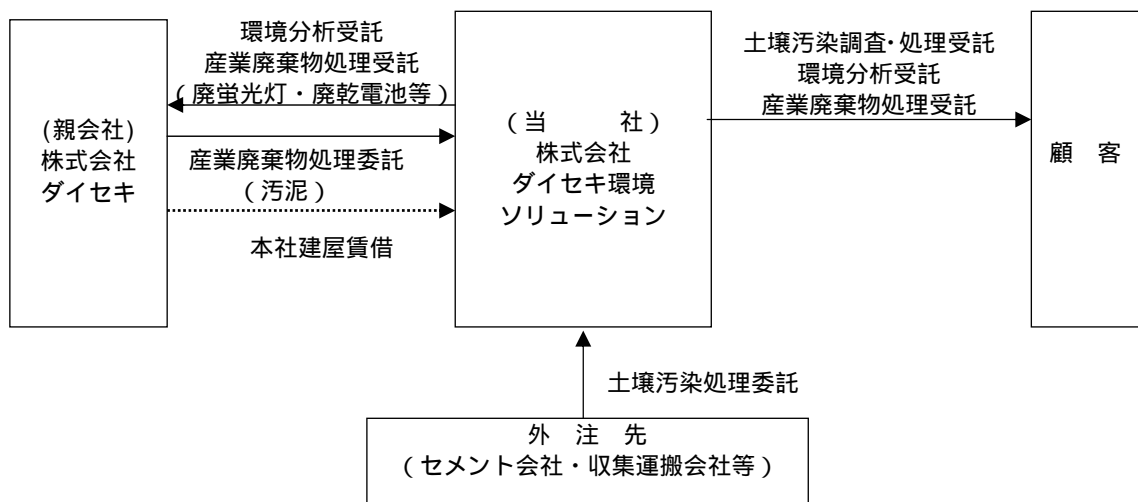 環境分析受託
産業廃棄物処理受託
(廃蛍光灯・廃乾電池等)
(親会社)
株式会社
ダイセキ
産業廃棄物処理委託
(汚泥)
本社建屋賃借
(当　　社)
株式会社
ダイセキ環境
ソリューション
土壌汚染調査・処理受託
環境分析受託
産業廃棄物処理受託
顧　客
土壌汚染処理委託
外　注　先
(セメント会社・収集運搬会社等)